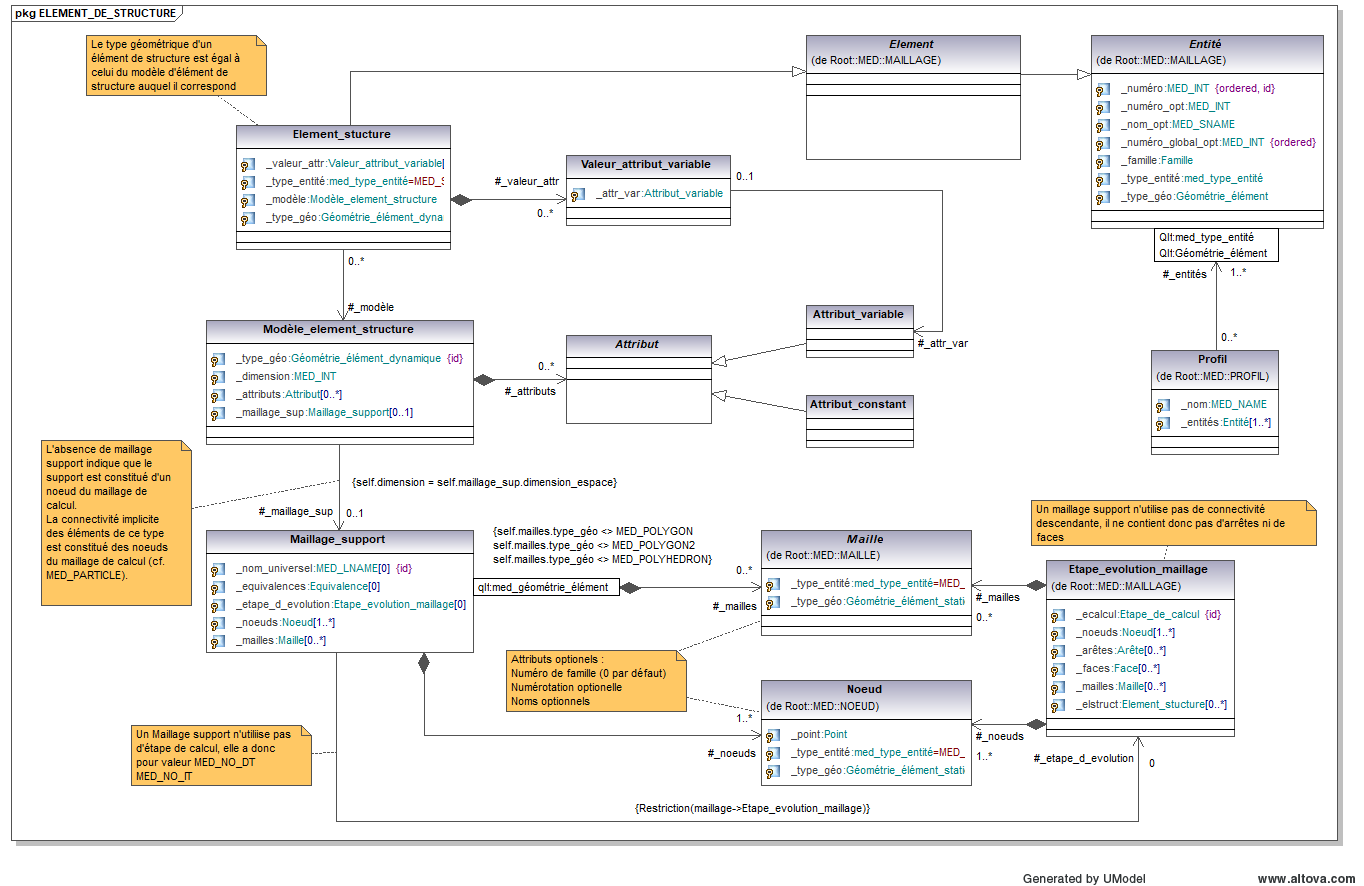 pkg ELEMENT_DE_STRUCTURE
Le type géométrique d'un
élément de structure est égal à
celui du modèle d'élément de
structure auquel il correspond
Element
(de Root::MED::MAILLAGE)
Entité
(de Root::MED::MAILLAGE)
_numéro:MED_INT {ordered, id}
_numéro_opt:MED_INT
_nom_opt:MED_SNAME
_numéro_global_opt:MED_INT {ordered}
_famille:Famille
_type_entité:med_type_entité
_type_géo:Géométrie_élément
Qlt:med_type_entité
Qlt:Géométrie_élément
#_entités
1..*
0..*
Element_stucture
_valeur_attr:Valeur_attribut_variable[
_type_entité:med_type_entité=MED_S
_modèle:Modèle_element_structure
_type_géo:Géométrie_élément_dyna
#_valeur_attr
0..*
Valeur_attribut_variable
_attr_var:Attribut_variable
0..1
0..*
#_modèle
Modèle_element_structure
_type_géo:Géométrie_élément_dynamique {id}
_dimension:MED_INT
_attributs:Attribut[0..*]
_maillage_sup:Maillage_support[0..1]
0..*
#_attributs
Attribut
Attribut_variable
#_attr_var
Attribut_constant
Profil
(de Root::MED::PROFIL)
_nom:MED_NAME
_entités:Entité[1..*]
L'absence de maillage
support indique que le
support est constitué d'un
noeud du maillage de
calcul.
La connectivité implicite
des éléments de ce type
est constitué des noeuds
du maillage de calcul (cf.
MED_PARTICLE).
{self.dimension = self.maillage_sup.dimension_espace}
#_maillage_sup
0..1
Maillage_support
_nom_universel:MED_LNAME[0] {id}
_equivalences:Equivalence[0]
_etape_d_evolution:Etape_evolution_maillage[0]
_noeuds:Noeud[1..*]
_mailles:Maille[0..*]
{self.mailles.type_géo <> MED_POLYGON
self.mailles.type_géo <> MED_POLYGON2
self.mailles.type_géo <> MED_POLYHEDRON}
qlt:med_géométrie_élément
0..*
#_mailles
Maille
(de Root::MED::MAILLE)
_type_entité:med_type_entité=MED_
_type_géo:Géométrie_élément_stati
Un maillage support n'utilise pas de connectivité
descendante, il ne contient donc pas d'arrêtes ni de
faces
#_mailles
0..*
Etape_evolution_maillage
(de Root::MED::MAILLAGE)
_ecalcul:Etape_de_calcul {id}
_noeuds:Noeud[1..*]
_arêtes:Arête[0..*]
_faces:Face[0..*]
_mailles:Maille[0..*]
_elstruct:Element_stucture[0..*]
Attributs optionels :
Numéro de famille (0 par défaut)
Numérotation optionelle
Noms optionnels
1..*
#_noeuds
Noeud
(de Root::MED::NOEUD)
_point:Point
_type_entité:med_type_entité=MED_
_type_géo:Géométrie_élément_stati
#_noeuds
1..*
#_etape_d_evolution
0
Un Maillage support n'utiilise pas
d'étape de calcul, elle a donc
pour valeur MED_NO_DT
MED_NO_IT
{Restriction(maillage->Etape_evolution_maillage)}
Generated by UModel
www.altova.com